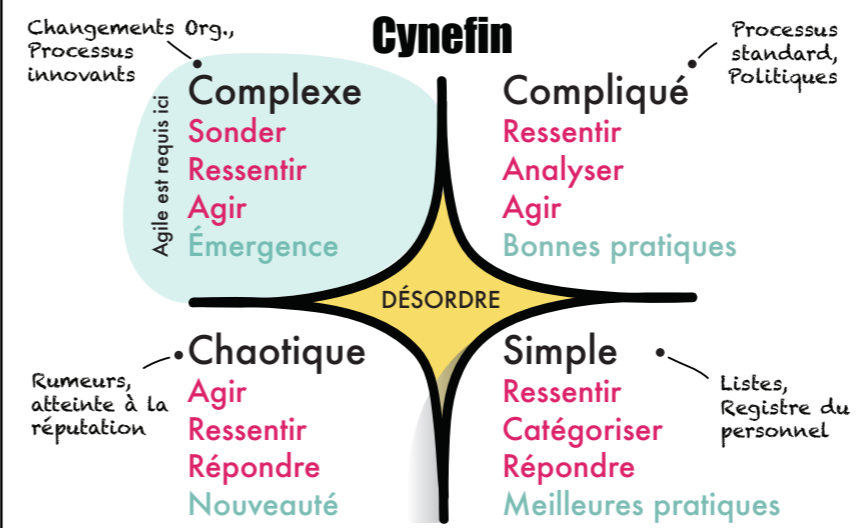 Cynefin
Changements Org.,
Processus
innovants
Agile est requis ici
Complexe
Sonder
Ressentir
Agir
Émergence
Processus
standard,
Politiques
Compliqué
Ressentir
Analyser
Agir
Bonnes pratiques
DÉSORDRE
Rumeurs,
atteinte à la
réputation
Chaotique
Agir
Ressentir
Répondre
Nouveauté
Simple
Ressentir
Catégoriser
Répondre
Meilleures pratiques
Listes,
Registre du
personnel